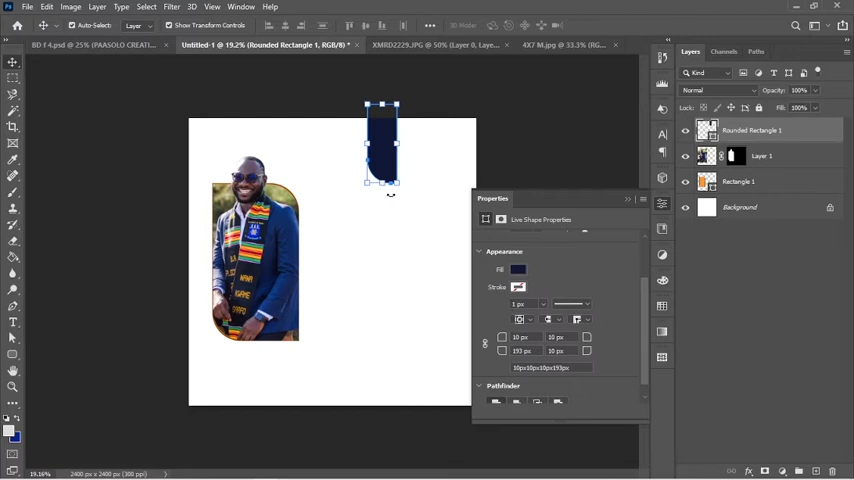 File Edit Image Layer Type Select Filter 3D View Window Help
Auto-Select: Layer Show Transform Controls 3D Mode:
BD f 4.psd @ 25% (PAASOLO CREATI... × Untitled-1 @ 19.2% (Rounded Rectangle 1, RGB/8) * × XMRD2229.JPG @ 50% (Layer 0, Laye... × 4X7 M.jpg @ 33.3% (RG... ×
Layers Channels Paths
Kind
Normal Opacity: 100%
Lock: Fill: 100%
Rounded Rectangle 1
Layer 1
Rectangle 1
Background
Properties
Live Shape Properties
Appearance
Fill
Stroke
1 px
10 px 10 px
193 px 10 px
10px10px10px193px
Pathfinder
WAWA
KWAME
19.16% 2400 px x 2400 px (300 ppi)